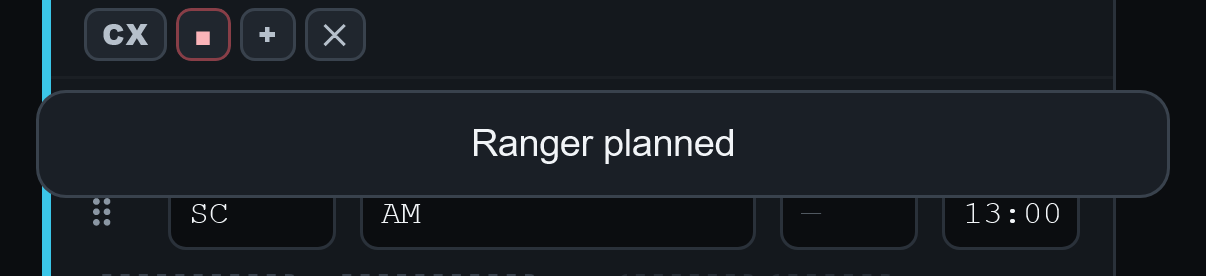 CX ■ + ×
Ranger planned
SC AM — 13:00